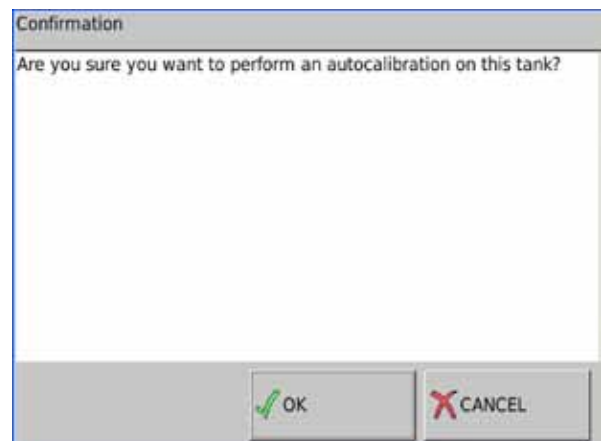 Confirmation
Are you sure you want to perform an autocalibration on this tank?
OK
CANCEL